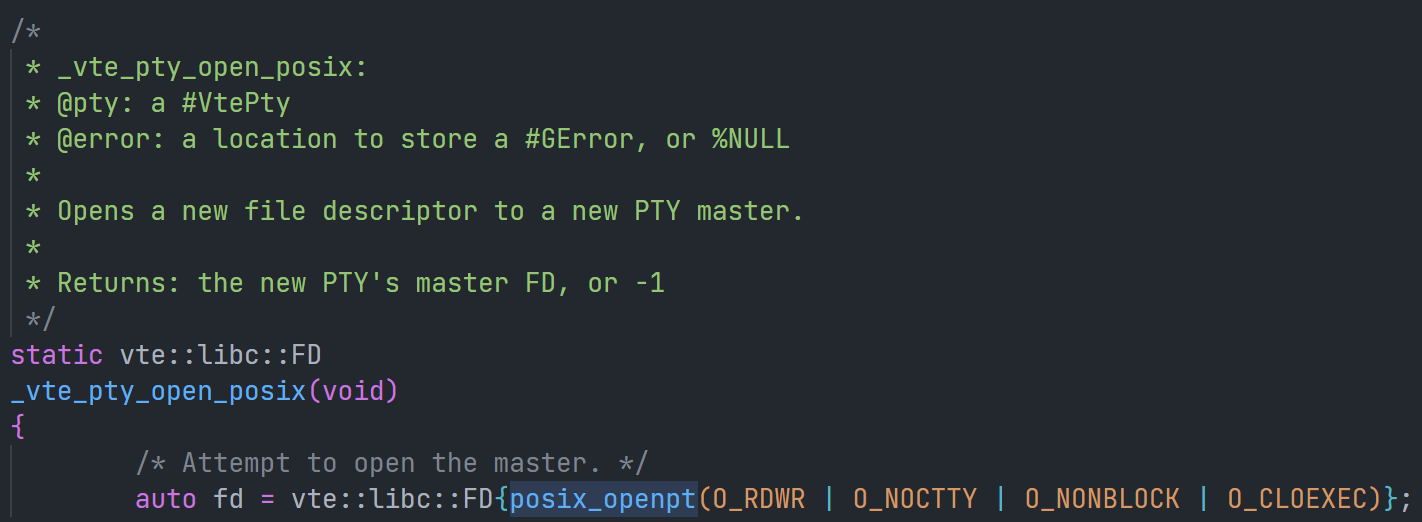 /*
 * _vte_pty_open_posix:
 * @pty: a #VtePty
 * @error: a location to store a #GError, or %NULL
 *
 * Opens a new file descriptor to a new PTY master.
 *
 * Returns: the new PTY's master FD, or -1
 */
static vte::libc::FD
_vte_pty_open_posix(void)
{
        /* Attempt to open the master. */
        auto fd = vte::libc::FD{posix_openpt(O_RDWR | O_NOCTTY | O_NONBLOCK | O_CLOEXEC)};